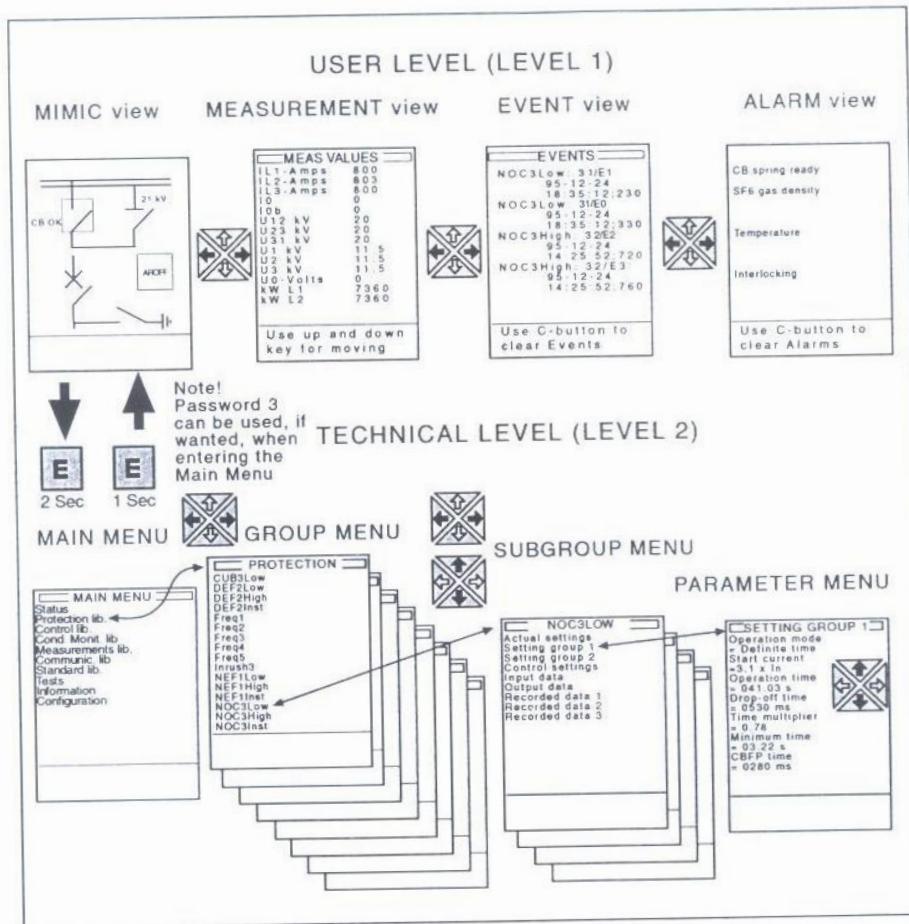 USER LEVEL (LEVEL 1)
MIMIC view
MEASUREMENT view
EVENT view
ALARM view
21 kV
CB OK
AROFF
MEAS VALUES
IL1-Amps 800
IL2-Amps 803
IL3-Amps 800
I0 0
I0b 0
U12 kV 20
U23 kV 20
U31 kV 20
U1 kV 11.5
U2 kV 11.5
U3 kV 11.5
U0-Volts 0
kW L1 7360
kW L2 7360
Use up and down
key for moving
EVENTS
NOC3Low: 31/E1
95-12-24
18:35:12;230
NOC3Low 31/E0
95-12-24
18:35:12;330
NOC3High: 32/E2
95-12-24
14:25:52;720
NOC3High: 32/E3
95-12-24
14:25:52;760
Use C-button to
clear Events
CB spring ready
SF6 gas density
Temperature
Interlocking
Use C-button to
clear Alarms
Note!
Password 3
can be used, if
wanted, when
entering the
Main Menu
TECHNICAL LEVEL (LEVEL 2)
E
2 Sec
E
1 Sec
MAIN MENU
GROUP MENU
SUBGROUP MENU
PARAMETER MENU
MAIN MENU
Status
Protection lib.
Control lib.
Cond. Monit. lib
Measurements lib.
Communic. lib
Standard lib.
Tests
Information
Configuration
PROTECTION
CUB3Low
DEF2Low
DEF2High
DEF2Inst
Freq1
Freq2
Freq3
Freq4
Freq5
Inrush3
NEF1Low
NEF1High
NEF1Inst
NOC3Low
NOC3High
NOC3Inst
NOC3LOW
Actual settings
Setting group 1
Setting group 2
Control settings
Input data
Output data
Recorded data 1
Recorded data 2
Recorded data 3
SETTING GROUP 1
Operation mode
= Definite time
Start current
=3.1 x In
Operation time
= 041.03 s
Drop-off time
= 0530 ms
Time multiplier
= 0.78
Minimum time
= 03.22 s
CBFP time
= 0280 ms